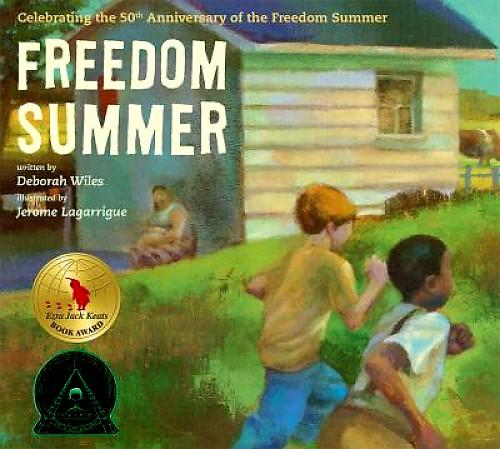 Celebrating the 50th Anniversary of the Freedom Summer
FREEDOM
SUMMER
written by
Deborah Wiles
illustrated by
Jerome Lagarrigue
Ezra Jack Keats
BOOK AWARD